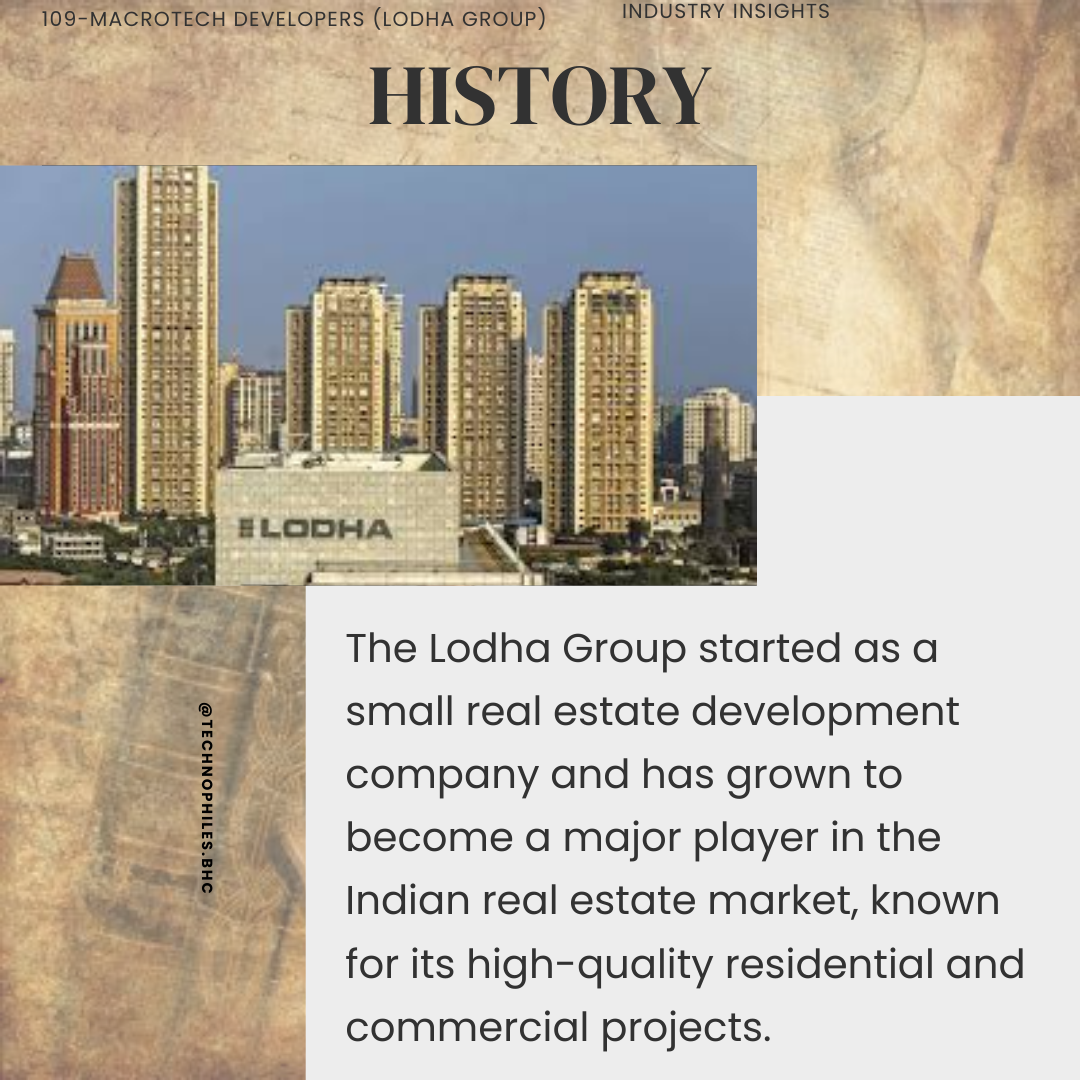 109-MACROTECH DEVELOPERS (LODHA GROUP)
INDUSTRY INSIGHTS
HISTORY
LODHA
@TECHNOPHILES.BHC
The Lodha Group started as a
small real estate development
company and has grown to
become a major player in the
Indian real estate market, known
for its high-quality residential and
commercial projects.